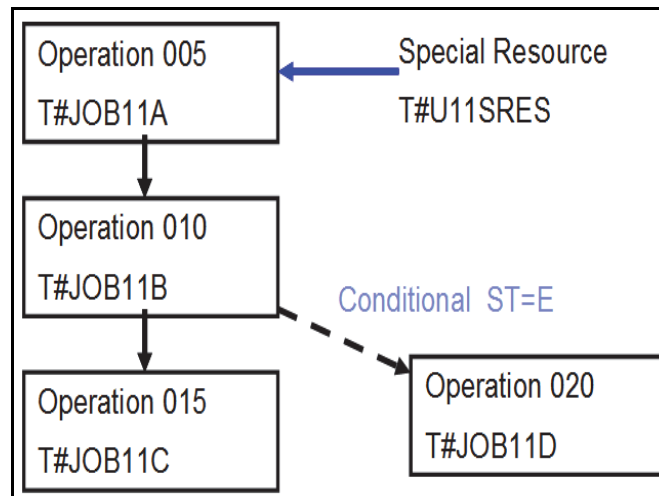 Operation 005
T#JOB11A
Special Resource
T#U11SRES
Operation 010
T#JOB11B
Conditional ST=E
Operation 015
T#JOB11C
Operation 020
T#JOB11D